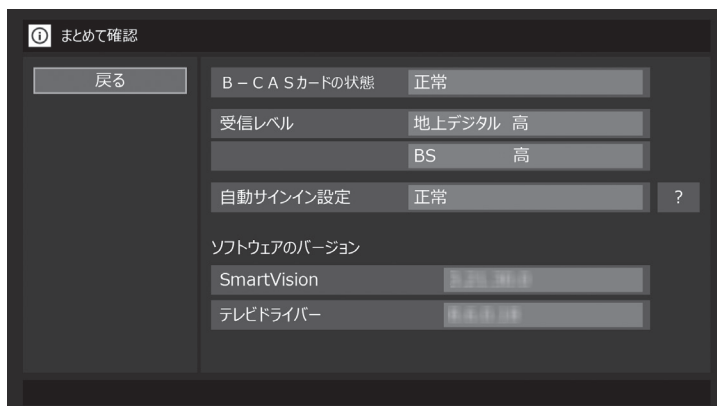 まとめて確認
戻る
Ｂ－ＣＡＳカードの状態 正常
受信レベル 地上デジタル 高
BS 高
自動サインイン設定 正常 ?
ソフトウェアのバージョン
SmartVision
テレビドライバー